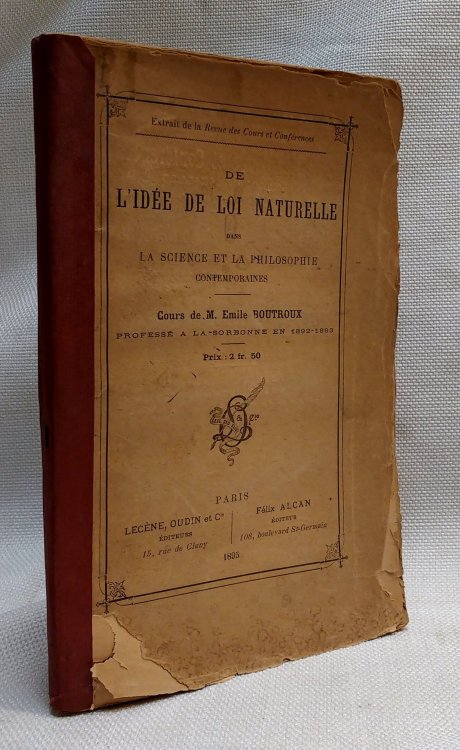 Extrait de la Revue des Cours et Conférences
DE
L'IDÉE DE LOI NATURELLE
DANS
LA SCIENCE ET LA PHILOSOPHIE
CONTEMPORAINES
Cours de M. Emile BOUTROUX
PROFESSÉ A LA SORBONNE EN 1892-1893
Prix : 2 fr. 50
PARIS
LECÈNE, OUDIN et Cie
ÉDITEURS
15, rue de Cluny
Félix ALCAN
ÉDITEUR
108, boulevard St-Germain
1895